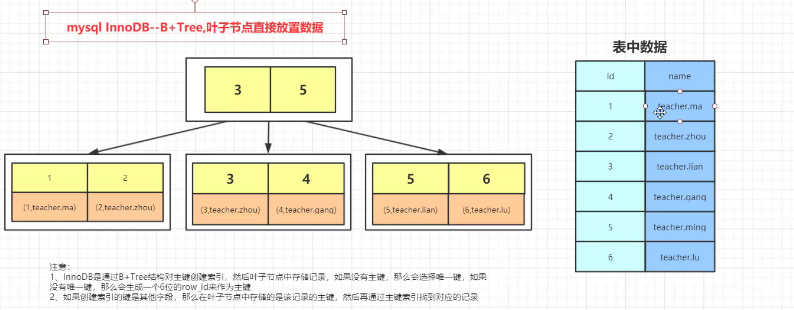 mysql InnoDB--B+Tree,叶子节点直接放置数据
表中数据
3 5
id name
1 teacher.ma
2 teacher.zhou
3 teacher.lian
4 teacher.gang
5 teacher.ming
6 teacher.lu
1 2 3 4 5 6
(1,teacher.ma) (2,teacher.zhou) (3,teacher.zhou) (4,teacher.gang) (5,teacher.lian) (6,teacher.lu)
注意：
1、InnoDB是通过B+Tree结构对主键创建索引，然后叶子节点中存储记录，如果没有主键，那么会选择唯一键，如果
没有唯一键，那么会生成一个6位的row_id来作为主键
2、如果创建索引的键是其他字段，那么在叶子节点中存储的是该记录的主键，然后再通过主键索引找到对应的记录